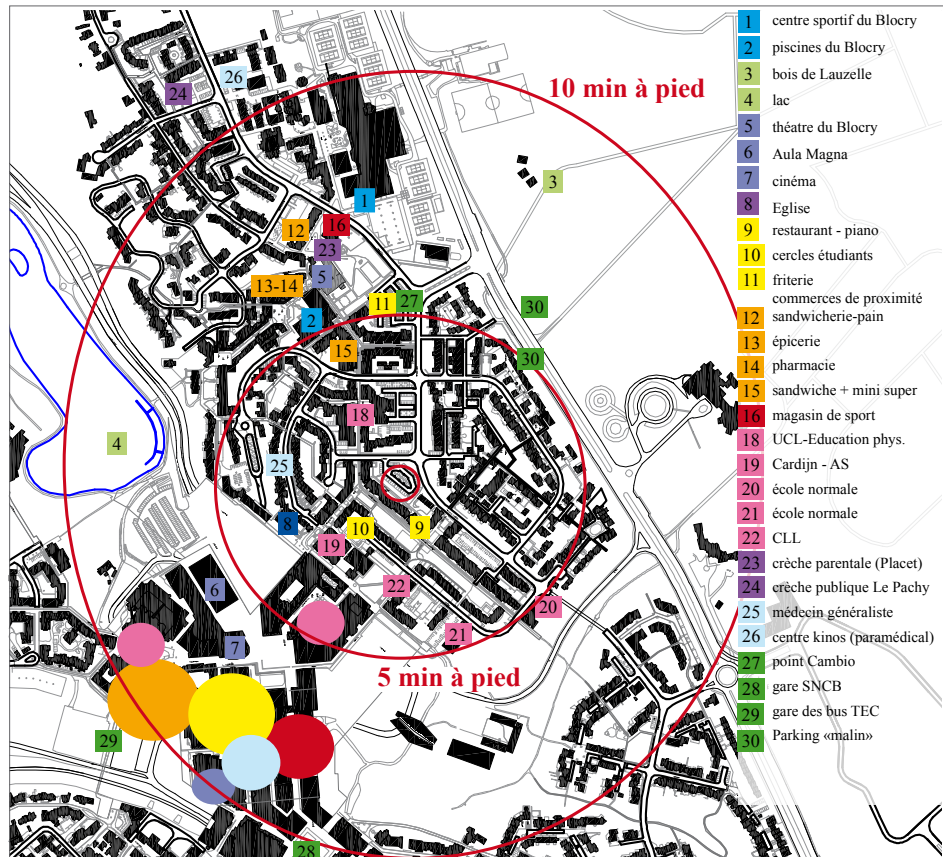 10 min à pied
5 min à pied
24
26
3
1
16
12
23
5
13-14
11
27
30
2
15
30
18
4
25
8
10
9
19
6
22
20
7
21
29
28
1 centre sportif du Blocry
2 piscines du Blocry
3 bois de Lauzelle
4 lac
5 théatre du Blocry
6 Aula Magna
7 cinéma
8 Eglise
9 restaurant - piano
10 cercles étudiants
11 friterie
commerces de proximité
12 sandwicherie-pain
13 épicerie
14 pharmacie
15 sandwiche + mini super
16 magasin de sport
18 UCL-Education phys.
19 Cardijn - AS
20 école normale
21 école normale
22 CLL
23 crèche parentale (Placet)
24 crèche publique Le Pachy
25 médecin généraliste
26 centre kinos (paramédical)
27 point Cambio
28 gare SNCB
29 gare des bus TEC
30 Parking «malin»